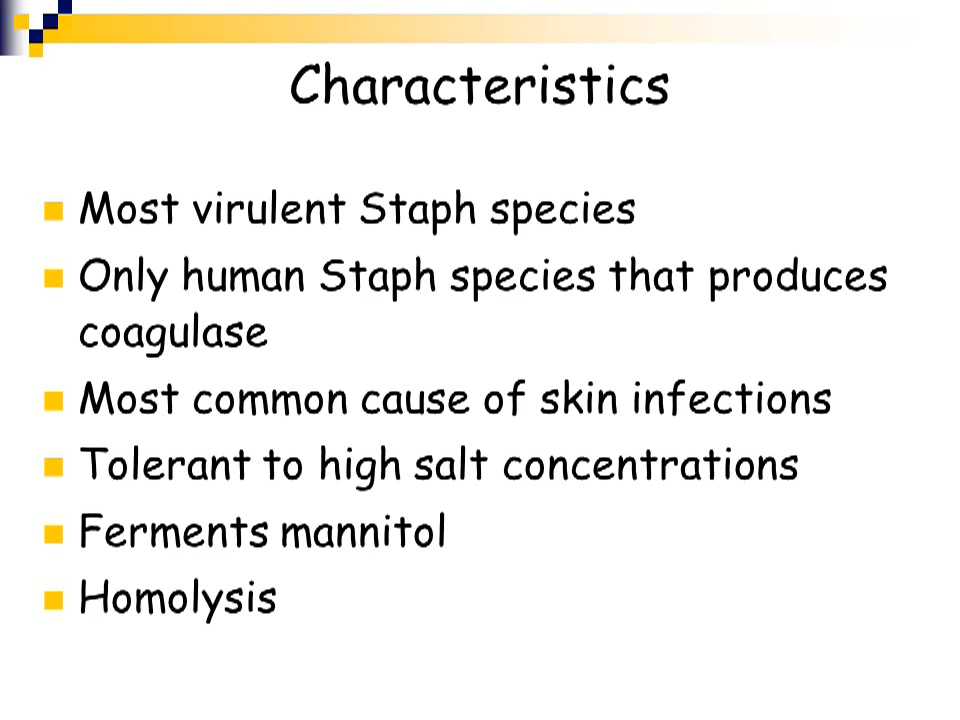 Characteristics
Most virulent Staph species
Only human Staph species that produces
coagulase
Most common cause of skin infections
Tolerant to high salt concentrations
Ferments mannitol
Homolysis